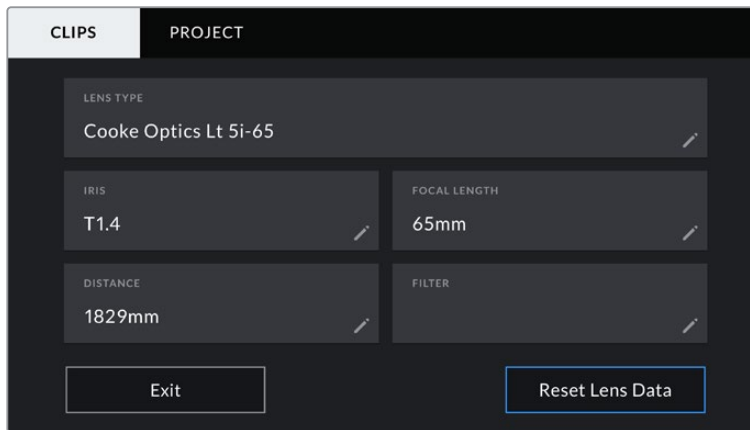 CLIPS PROJECT
LENS TYPE
Cooke Optics Lt 5i-65
IRIS FOCAL LENGTH
T1.4 65mm
DISTANCE FILTER
1829mm
Exit Reset Lens Data